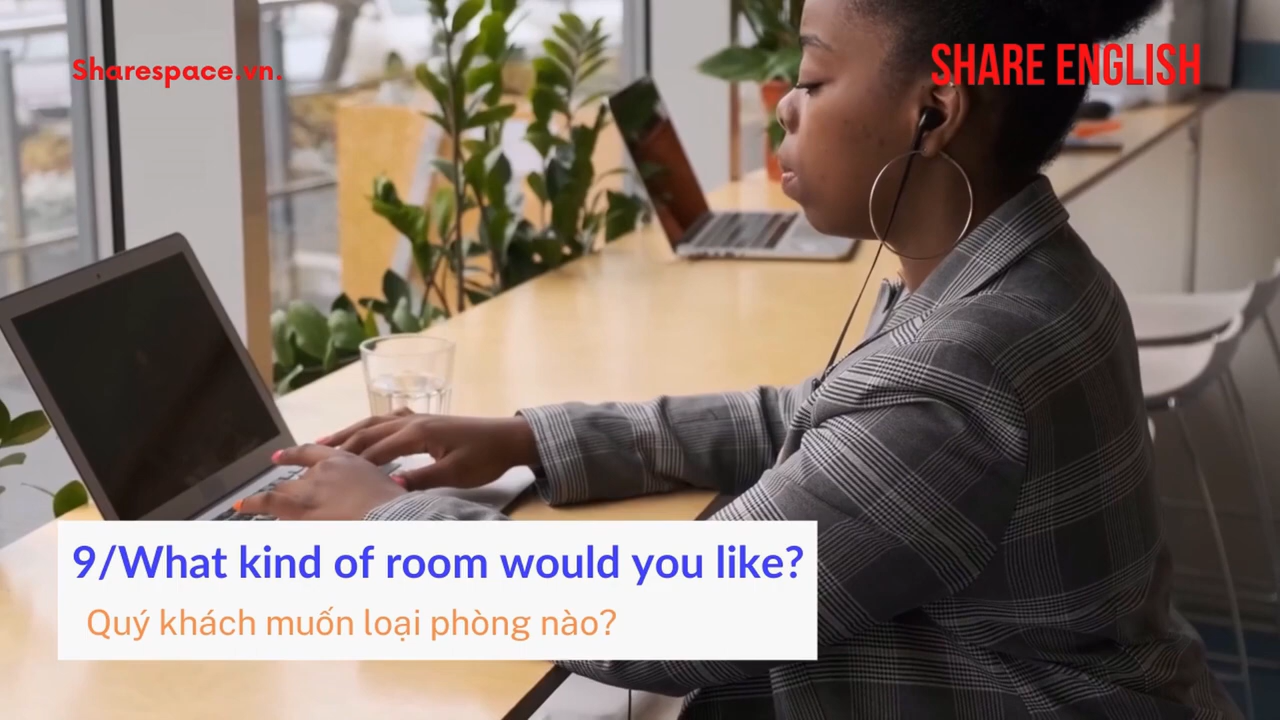 Sharespace.vn.
SHARE ENGLISH
9/What kind of room would you like?
Quý khách muốn loại phòng nào?